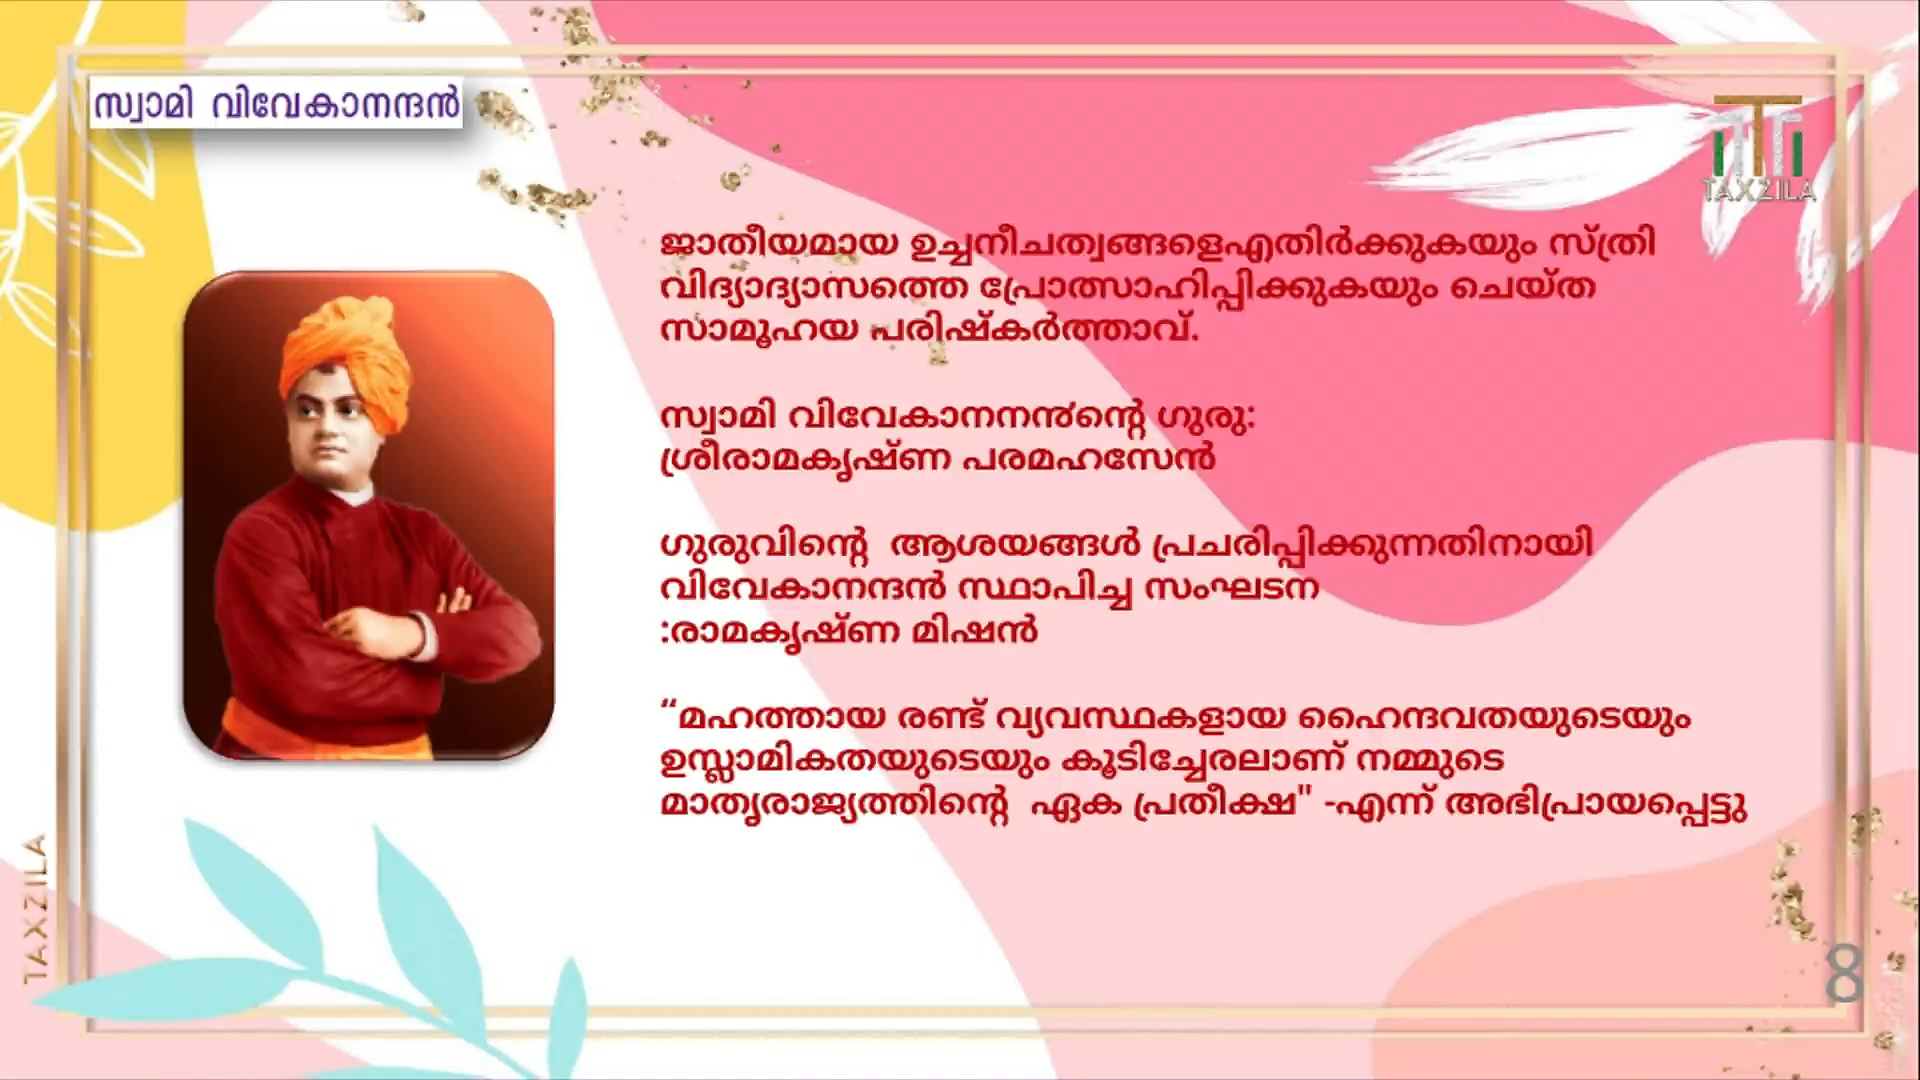 സ്വാമി വിവേകാനന്ദൻ
TAXZILA
ജാതീയമായ ഉച്ചനീചത്വങ്ങളെഎതിർക്കുകയും സ്ത്രി
വിദ്യാദ്യാസത്തെ പ്രോത്സാഹിപ്പിക്കുകയും ചെയ്ത
സാമൂഹയ പരിഷ്കർത്താവ്.
സ്വാമി വിവേകാനനൻ്റെ ഗുരു:
ശ്രീരാമകൃഷ്ണ പരമഹസേൻ
ഗുരുവിന്റെ ആശയങ്ങൾ പ്രചരിപ്പിക്കുന്നതിനായി
വിവേകാനന്ദൻ സ്ഥാപിച്ച സംഘടന
:രാമകൃഷ്ണ മിഷൻ
“മഹത്തായ രണ്ട് വ്യവസ്ഥകളായ ഹൈന്ദവതയുടെയും
ഉസ്ലാമികതയുടെയും കൂടിച്ചേരലാണ് നമ്മുടെ
മാതൃരാജ്യത്തിന്റെ ഏക പ്രതീക്ഷ" -എന്ന് അഭിപ്രായപ്പെട്ടു
TAXZILA
8